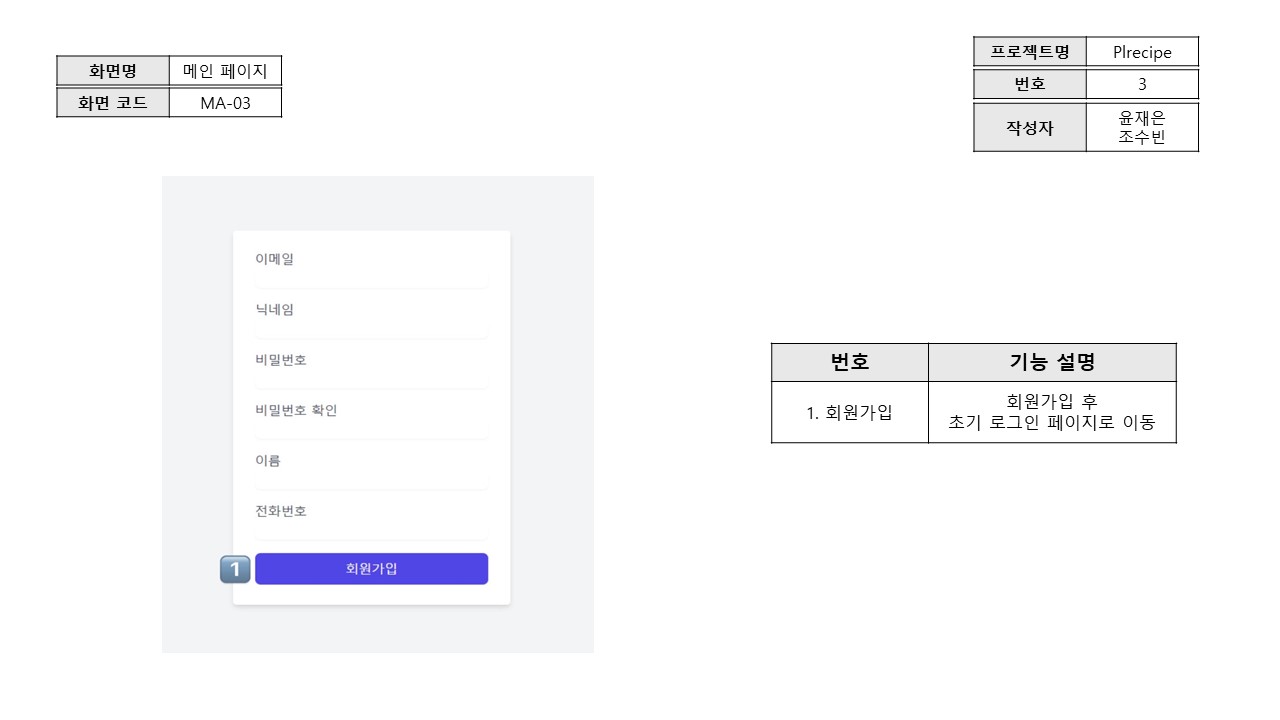 화면명 메인 페이지
화면 코드 MA-03
프로젝트명 Plrecipe
번호 3
작성자 윤재은
조수빈
이메일
닉네임
비밀번호
비밀번호 확인
이름
전화번호
1 회원가입
번호 기능 설명
1. 회원가입 회원가입 후
초기 로그인 페이지로 이동